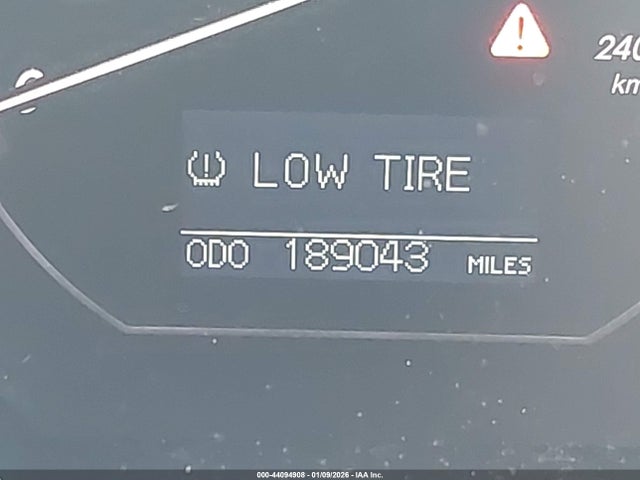 240
km
LOW TIRE
ODO 189043 MILES
000-44094908 - 01/09/2026 - IAA Inc.